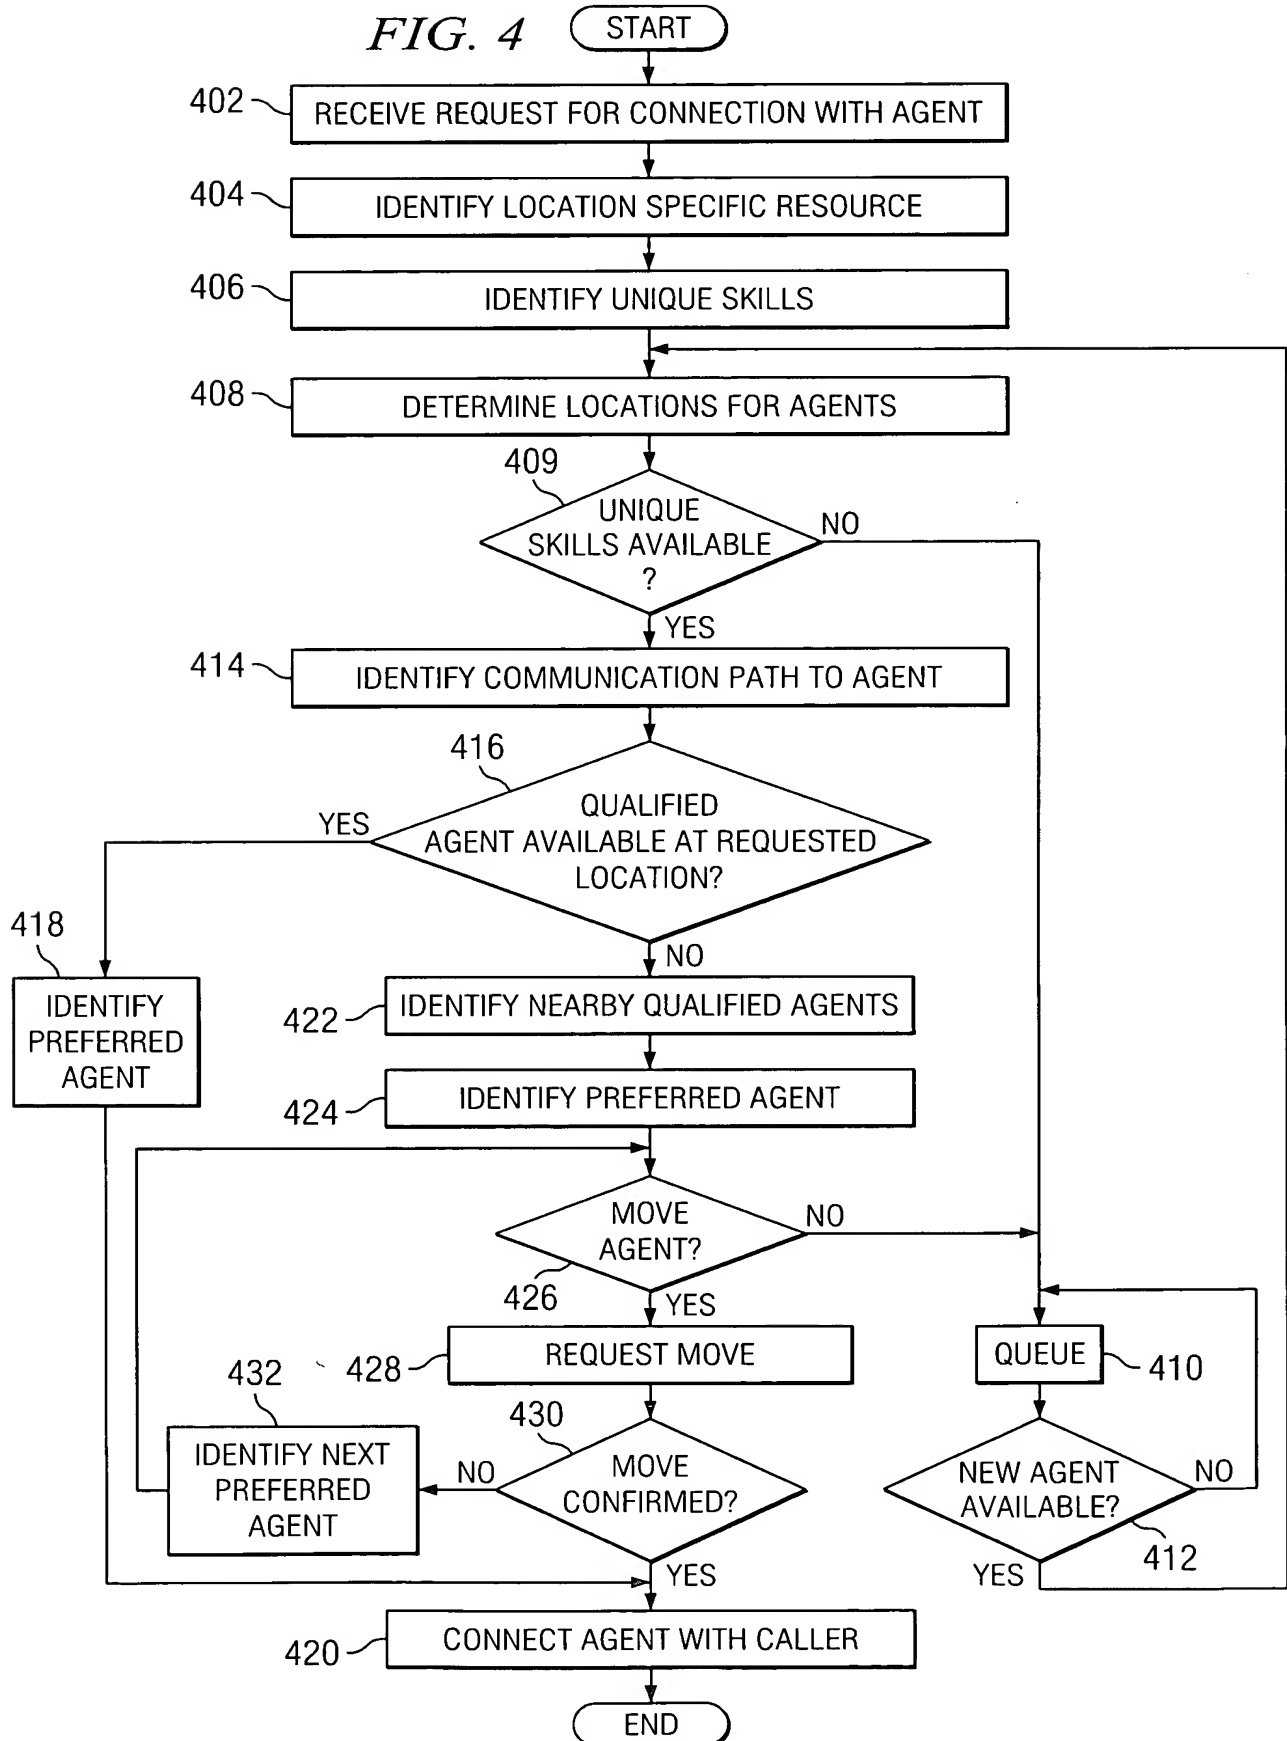 FIG. 4
START
402
RECEIVE REQUEST FOR CONNECTION WITH AGENT
404
IDENTIFY LOCATION SPECIFIC RESOURCE
406
IDENTIFY UNIQUE SKILLS
408
DETERMINE LOCATIONS FOR AGENTS
409
UNIQUE
SKILLS AVAILABLE
?
NO
YES
414
IDENTIFY COMMUNICATION PATH TO AGENT
416
QUALIFIED
AGENT AVAILABLE AT REQUESTED
LOCATION?
YES
NO
418
IDENTIFY
PREFERRED
AGENT
422
IDENTIFY NEARBY QUALIFIED AGENTS
424
IDENTIFY PREFERRED AGENT
MOVE
AGENT?
NO
426
YES
428
REQUEST MOVE
QUEUE
410
432
IDENTIFY NEXT
PREFERRED
AGENT
430
MOVE
CONFIRMED?
NO
YES
NEW AGENT
AVAILABLE?
NO
412
YES
420
CONNECT AGENT WITH CALLER
END